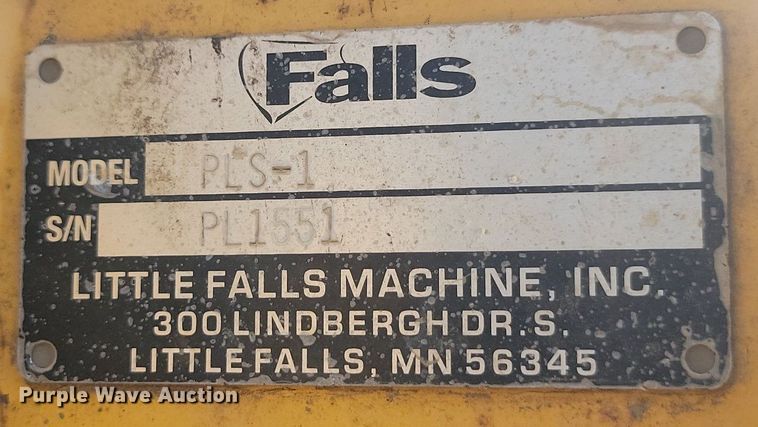 Falls
MODEL PLS-1
S/N PL1551
LITTLE FALLS MACHINE, INC.
300 LINDBERGH DR. S.
LITTLE FALLS, MN 56345
Purple Wave Auction